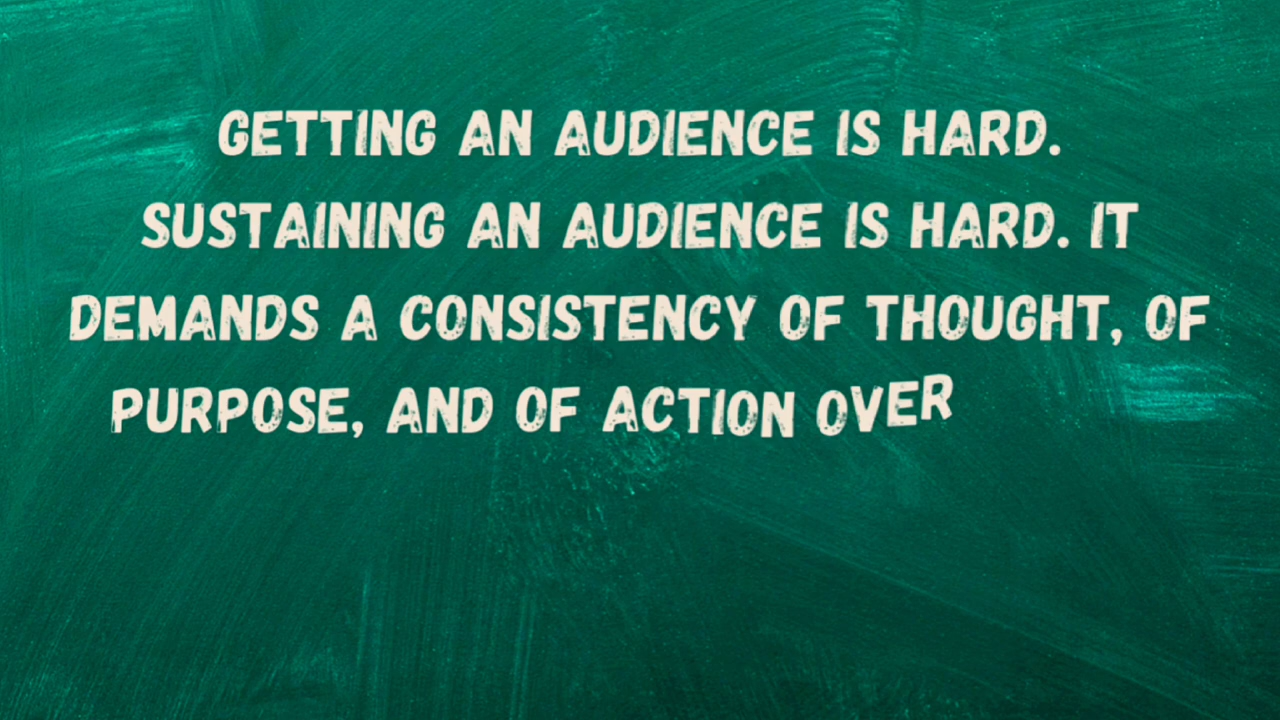 GETTING AN AUDIENCE IS HARD.
SUSTAINING AN AUDIENCE IS HARD. IT
DEMANDS A CONSISTENCY OF THOUGHT, OF
PURPOSE, AND OF ACTION OVER